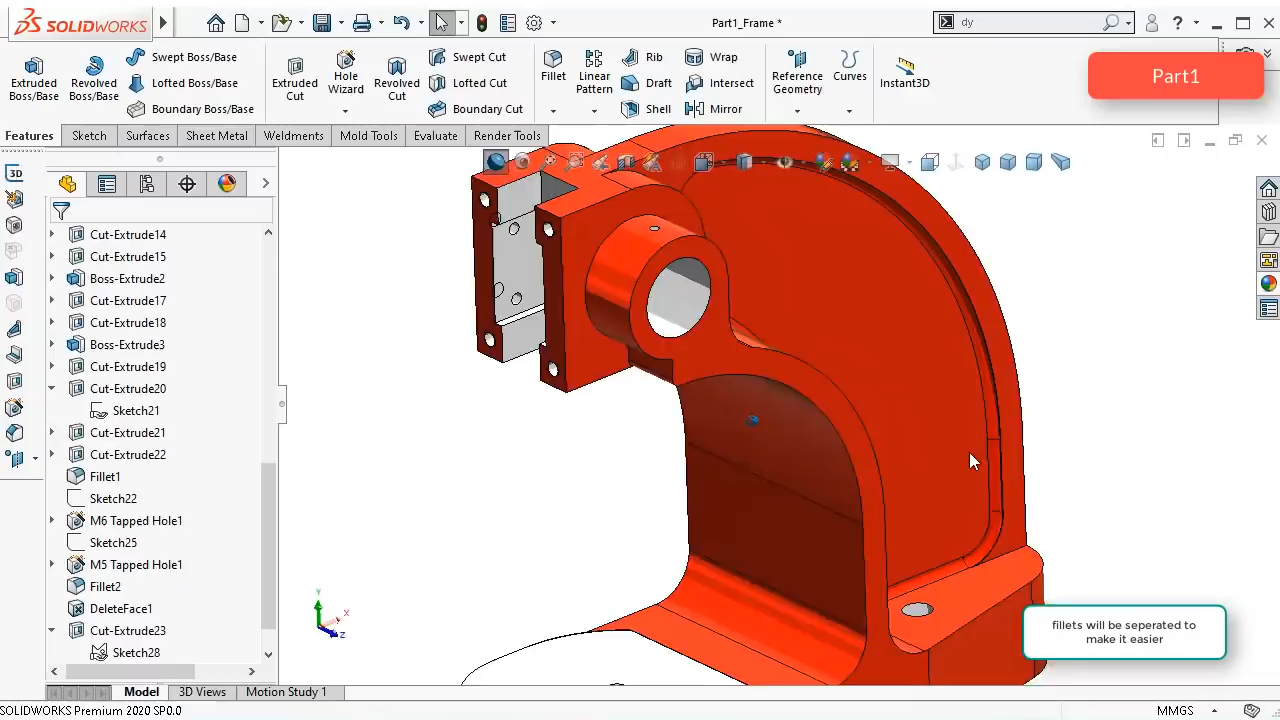 SOLIDWORKS
Part1_Frame *
dy
Extruded Boss/Base
Revolved Boss/Base
Swept Boss/Base
Lofted Boss/Base
Boundary Boss/Base
Extruded Cut
Hole Wizard
Revolved Cut
Swept Cut
Lofted Cut
Boundary Cut
Fillet
Linear Pattern
Rib
Draft
Shell
Wrap
Intersect
Mirror
Reference Geometry
Curves
Instant3D
Part1
Features
Sketch
Surfaces
Sheet Metal
Weldments
Mold Tools
Evaluate
Render Tools
3D
Cut-Extrude14
Cut-Extrude15
Boss-Extrude2
Cut-Extrude17
Cut-Extrude18
Boss-Extrude3
Cut-Extrude19
Cut-Extrude20
Sketch21
Cut-Extrude21
Cut-Extrude22
Fillet1
Sketch22
M6 Tapped Hole1
Sketch25
M5 Tapped Hole1
Fillet2
DeleteFace1
Cut-Extrude23
Sketch28
Y
X
Z
fillets will be seperated to
make it easier
Model
3D Views
Motion Study 1
SOLIDWORKS Premium 2020 SP0.0
MMGS